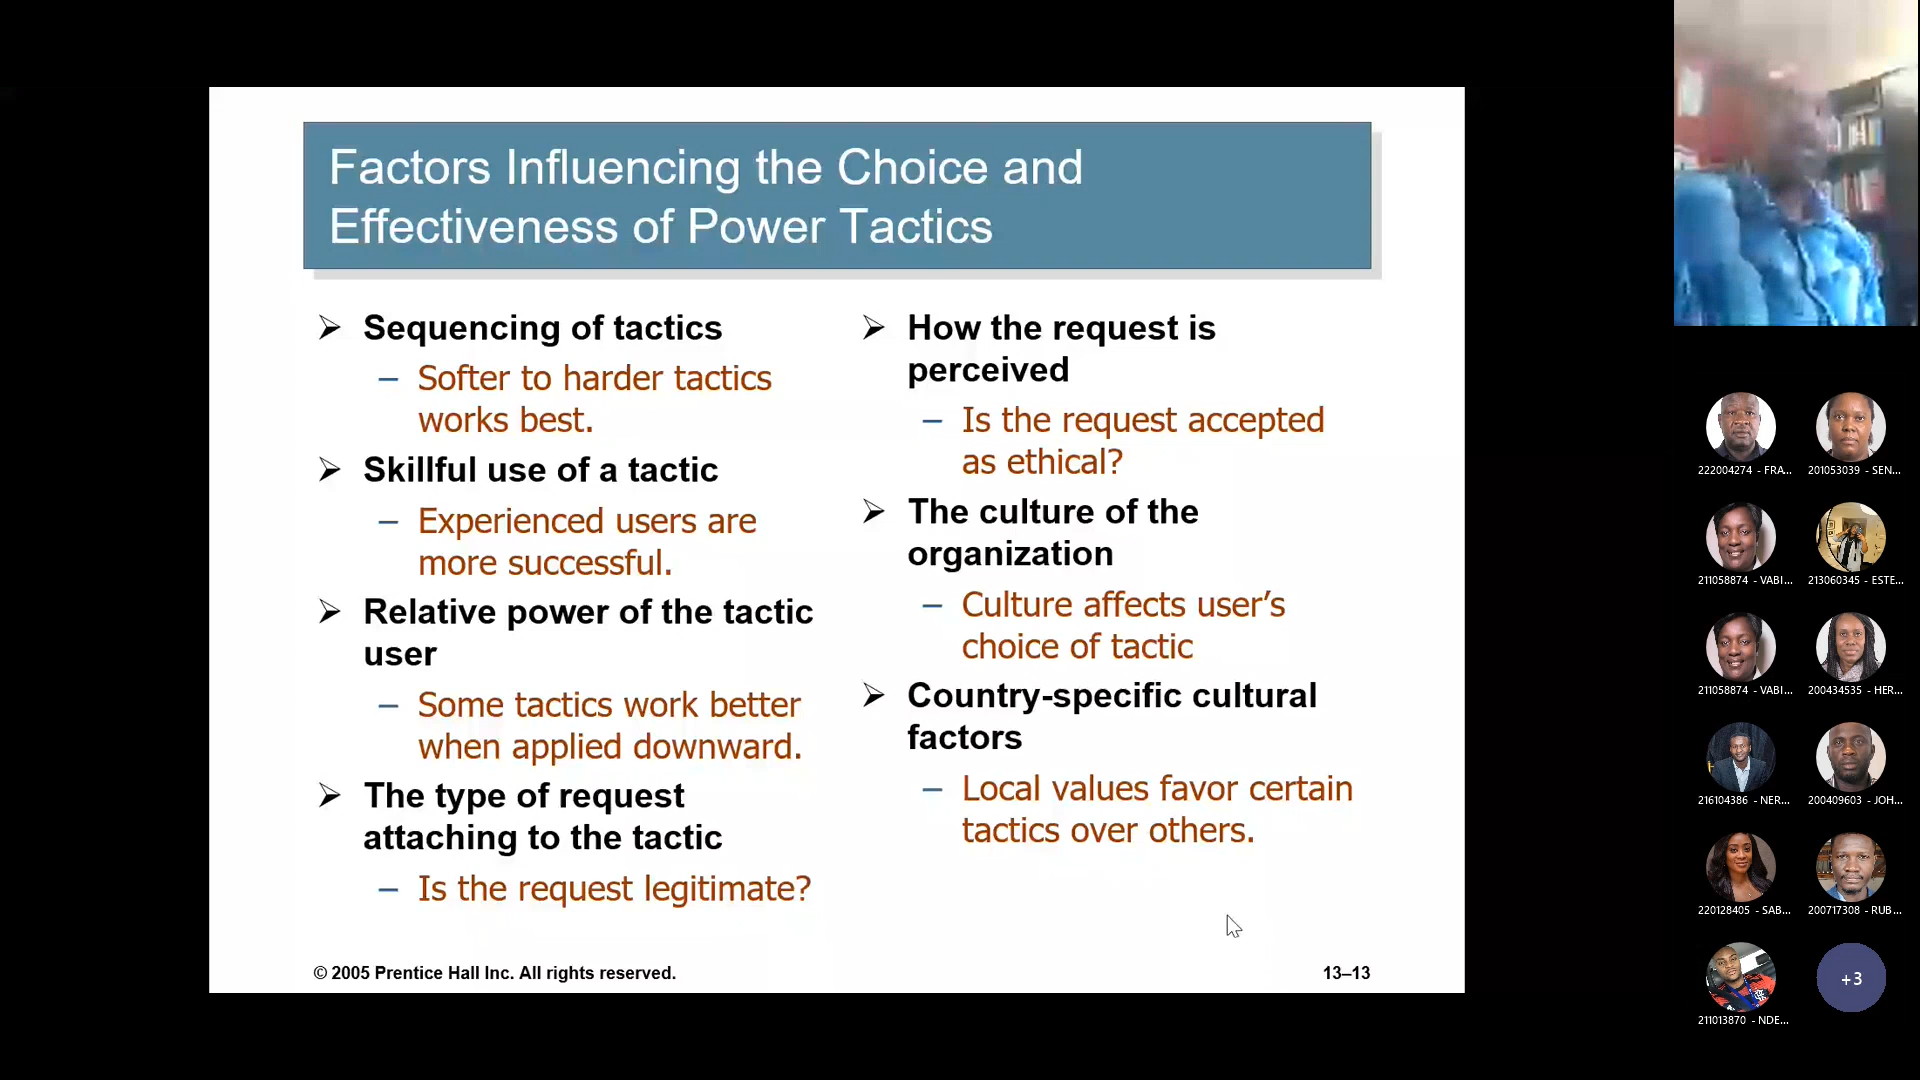 Factors Influencing the Choice and
Effectiveness of Power Tactics
➢ Sequencing of tactics
– Softer to harder tactics
works best.
➢ Skillful use of a tactic
– Experienced users are
more successful.
➢ Relative power of the tactic
user
– Some tactics work better
when applied downward.
➢ The type of request
attaching to the tactic
– Is the request legitimate?
➢ How the request is
perceived
– Is the request accepted
as ethical?
➢ The culture of the
organization
– Culture affects user’s
choice of tactic
➢ Country-specific cultural
factors
– Local values favor certain
tactics over others.
© 2005 Prentice Hall Inc. All rights reserved.
13–13
222004274 - FRA...
201053039 - SEN...
211058874 - VABI...
213060345 - ESTE...
211058874 - VABI...
200434535 - HER...
216104386 - NER...
200409603 - JOH...
220128405 - SAB...
200717308 - RUB...
211013870 - NDE...
+3